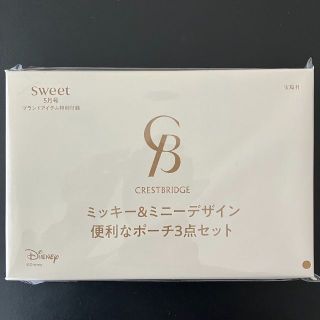 sweet
5月号
ブランドアイテム特別付録
宝島社
CB
CRESTBRIDGE
ミッキー&ミニーデザイン
便利なポーチ3点セット
Disney
©Disney